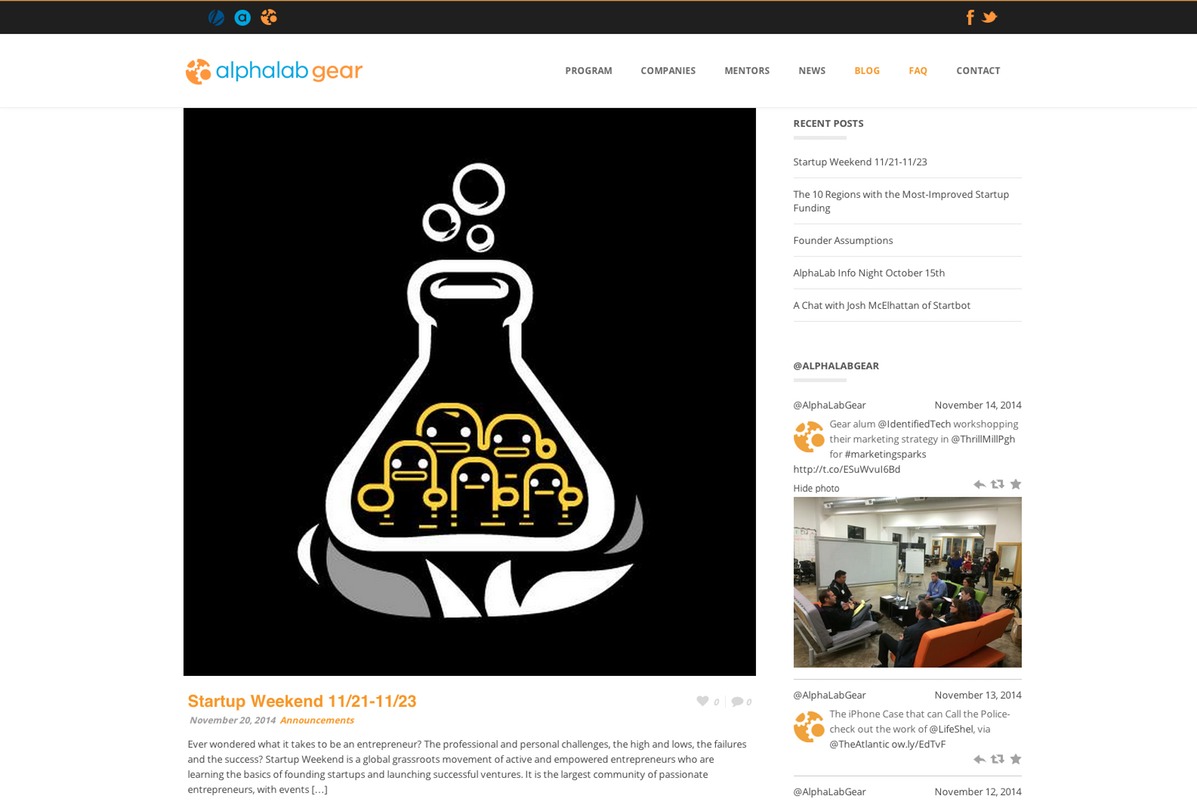 alphalab gear
PROGRAM COMPANIES MENTORS NEWS BLOG FAQ CONTACT
Startup Weekend 11/21-11/23
0 0
November 20, 2014 Announcements
Ever wondered what it takes to be an entrepreneur? The professional and personal challenges, the high and lows, the failures
and the success? Startup Weekend is a global grassroots movement of active and empowered entrepreneurs who are
learning the basics of founding startups and launching successful ventures. It is the largest community of passionate
entrepreneurs, with events [...]
RECENT POSTS
Startup Weekend 11/21-11/23
The 10 Regions with the Most-Improved Startup
Funding
Founder Assumptions
AlphaLab Info Night October 15th
A Chat with Josh McElhattan of Startbot
@ALPHALABGEAR
@AlphaLabGear November 14, 2014
Gear alum @IdentifiedTech workshopping
their marketing strategy in @ThrillMillPgh
for #marketingsparks
http://t.co/ESuWvuI6Bd
Hide photo
@AlphaLabGear November 13, 2014
The iPhone Case that can Call the Police-
check out the work of @LifeShel, via
@TheAtlantic ow.ly/EdTvF
@AlphaLabGear November 12, 2014